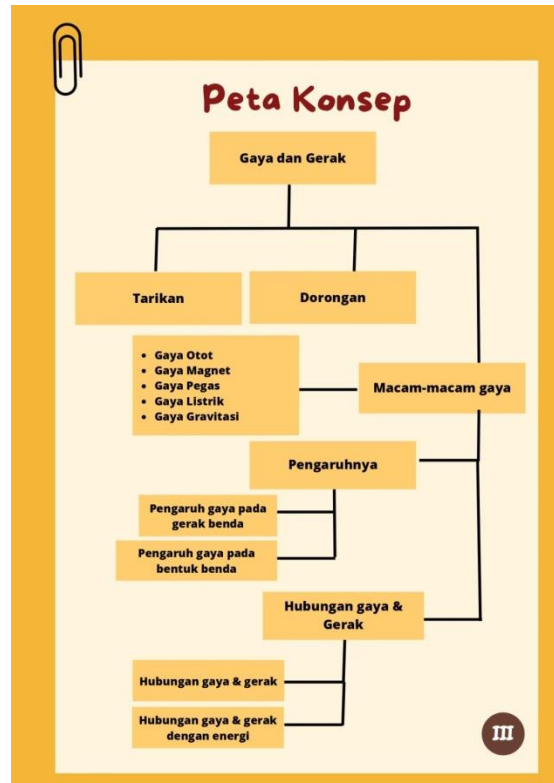 Peta Konsep
Gaya dan Gerak
Tarikan
Dorongan
• Gaya Otot
• Gaya Magnet
• Gaya Pegas
• Gaya Listrik
• Gaya Gravitasi
Macam-macam gaya
Pengaruhnya
Pengaruh gaya pada
gerak benda
Pengaruh gaya pada
bentuk benda
Hubungan gaya &
Gerak
Hubungan gaya & gerak
Hubungan gaya & gerak
dengan energi
III